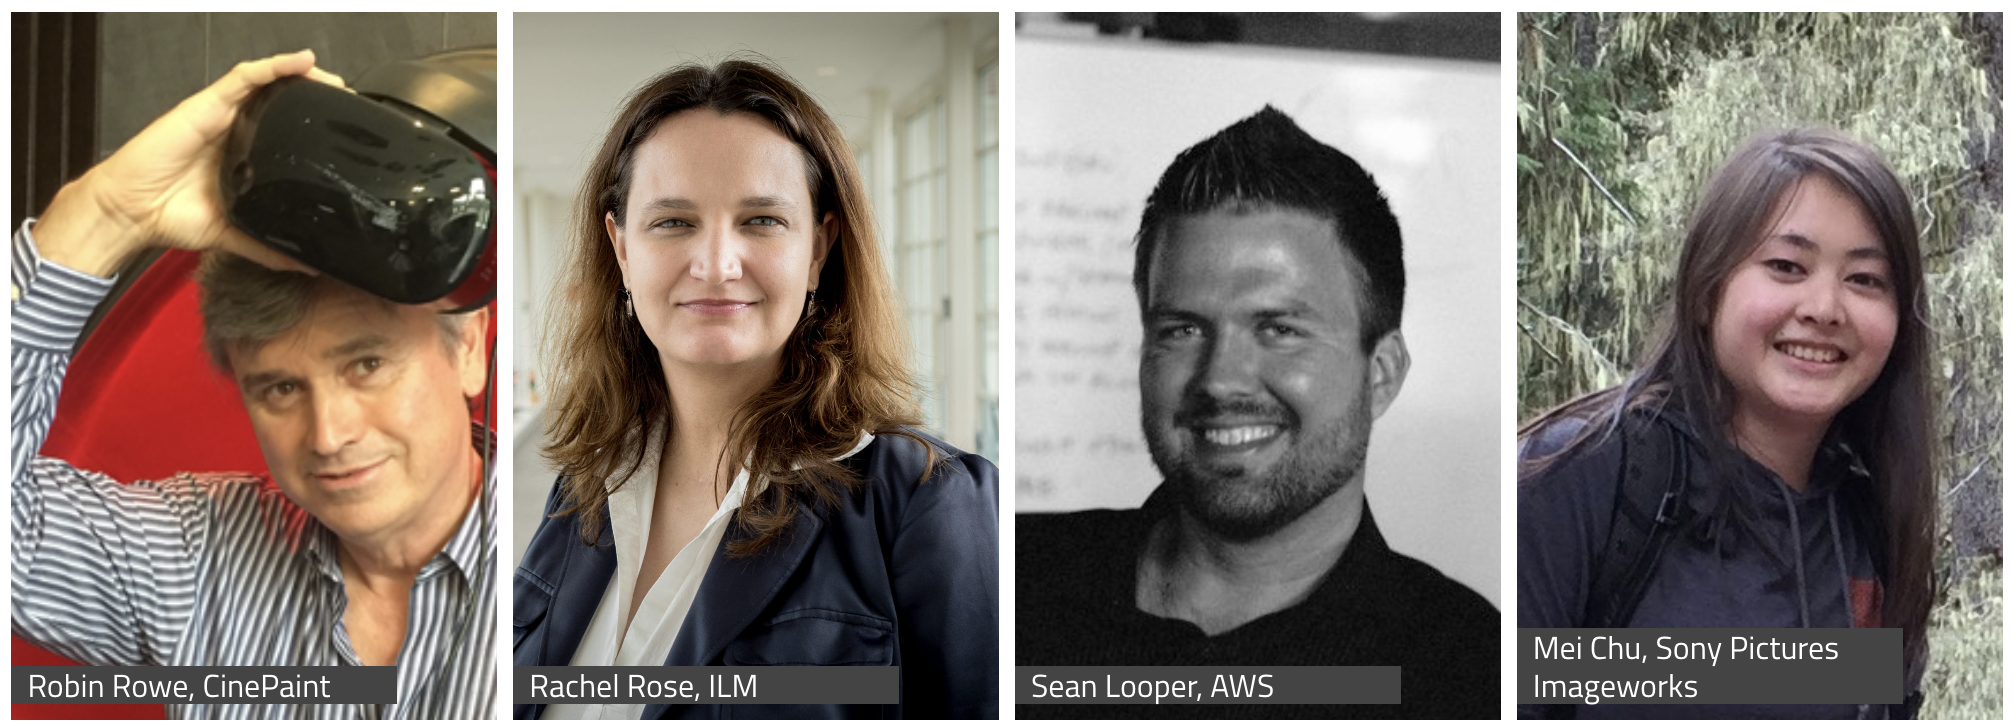 Robin Rowe, CinePaint
Rachel Rose, ILM
Sean Looper, AWS
Mei Chu, Sony Pictures
Imageworks